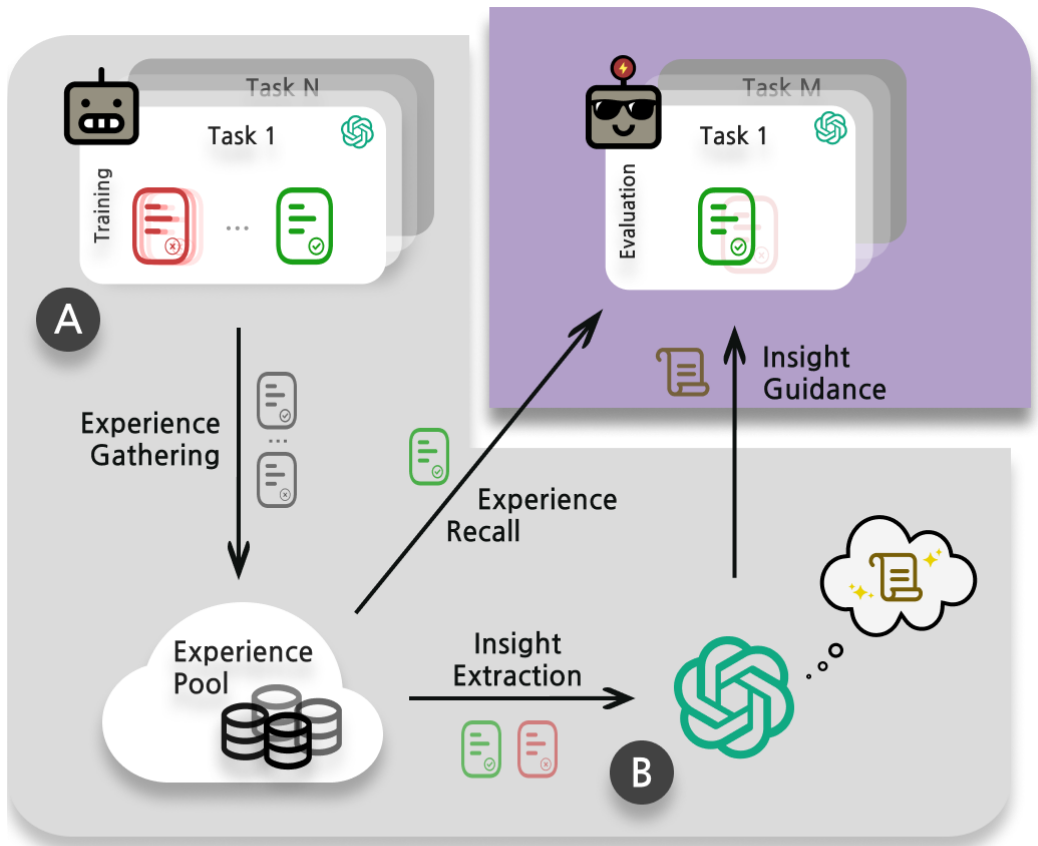 Task N
Task 1
Training
...
A
Task M
Task 1
Evaluation
Insight
Guidance
Experience
Gathering
...
Experience
Recall
Experience
Pool
Insight
Extraction
B